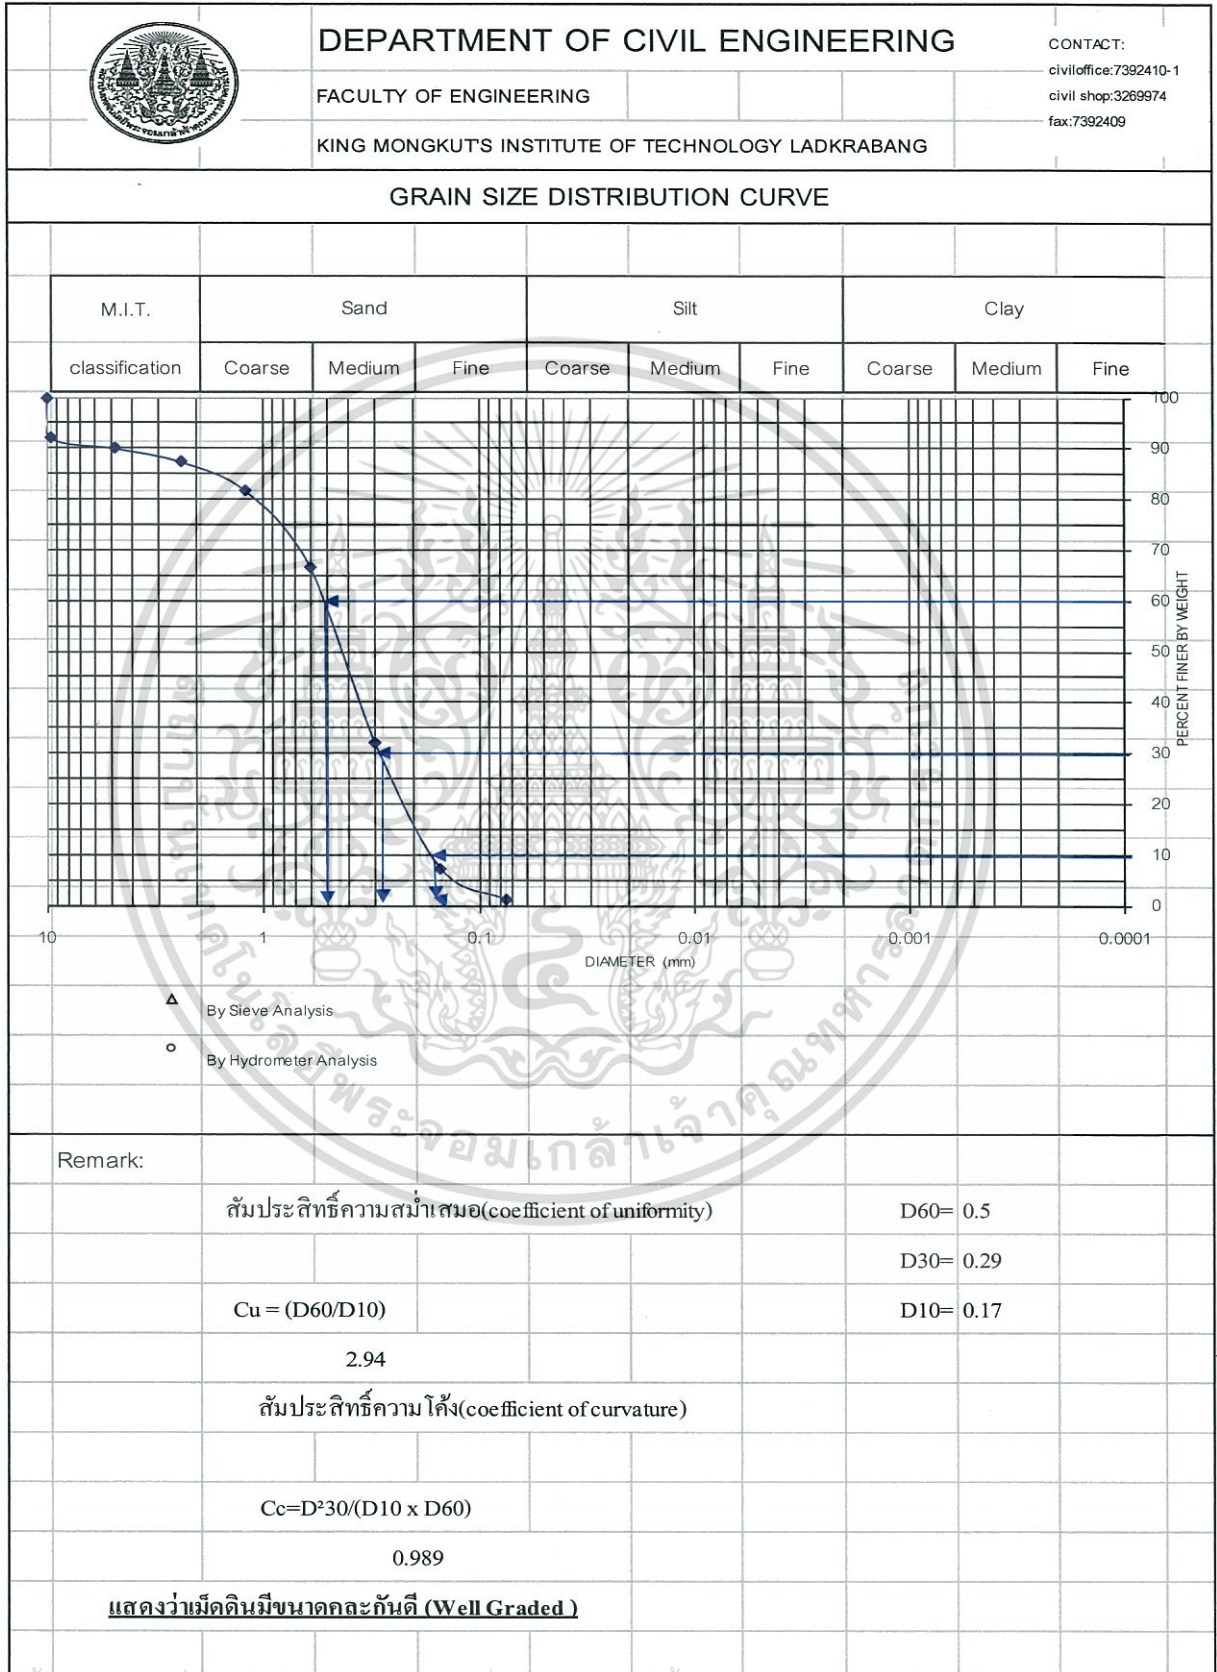 DEPARTMENT OF CIVIL ENGINEERING
FACULTY OF ENGINEERING
KING MONGKUT'S INSTITUTE OF TECHNOLOGY LADKRABANG
CONTACT:
civiloffice:7392410-1
civil shop:3269974
fax:7392409
GRAIN SIZE DISTRIBUTION CURVE
M.I.T. Sand Silt Clay
classification Coarse Medium Fine Coarse Medium Fine Coarse Medium Fine
100
90
80
70
60
50
40
30
20
10
0
PERCENT FINER BY WEIGHT
10 1 0.1 0.01 0.001 0.0001
DIAMETER (mm)
By Sieve Analysis
By Hydrometer Analysis
Remark:
สัมประสิทธิ์ความสม่ำเสมอ(coefficient of uniformity) D60= 0.5
D30= 0.29
Cu = (D60/D10) D10= 0.17
2.94
สัมประสิทธิ์ความโค้ง(coefficient of curvature)
Cc=D²30/(D10 x D60)
0.989
แสดงว่าเม็ดดินมีขนาดคละกันดี (Well Graded )